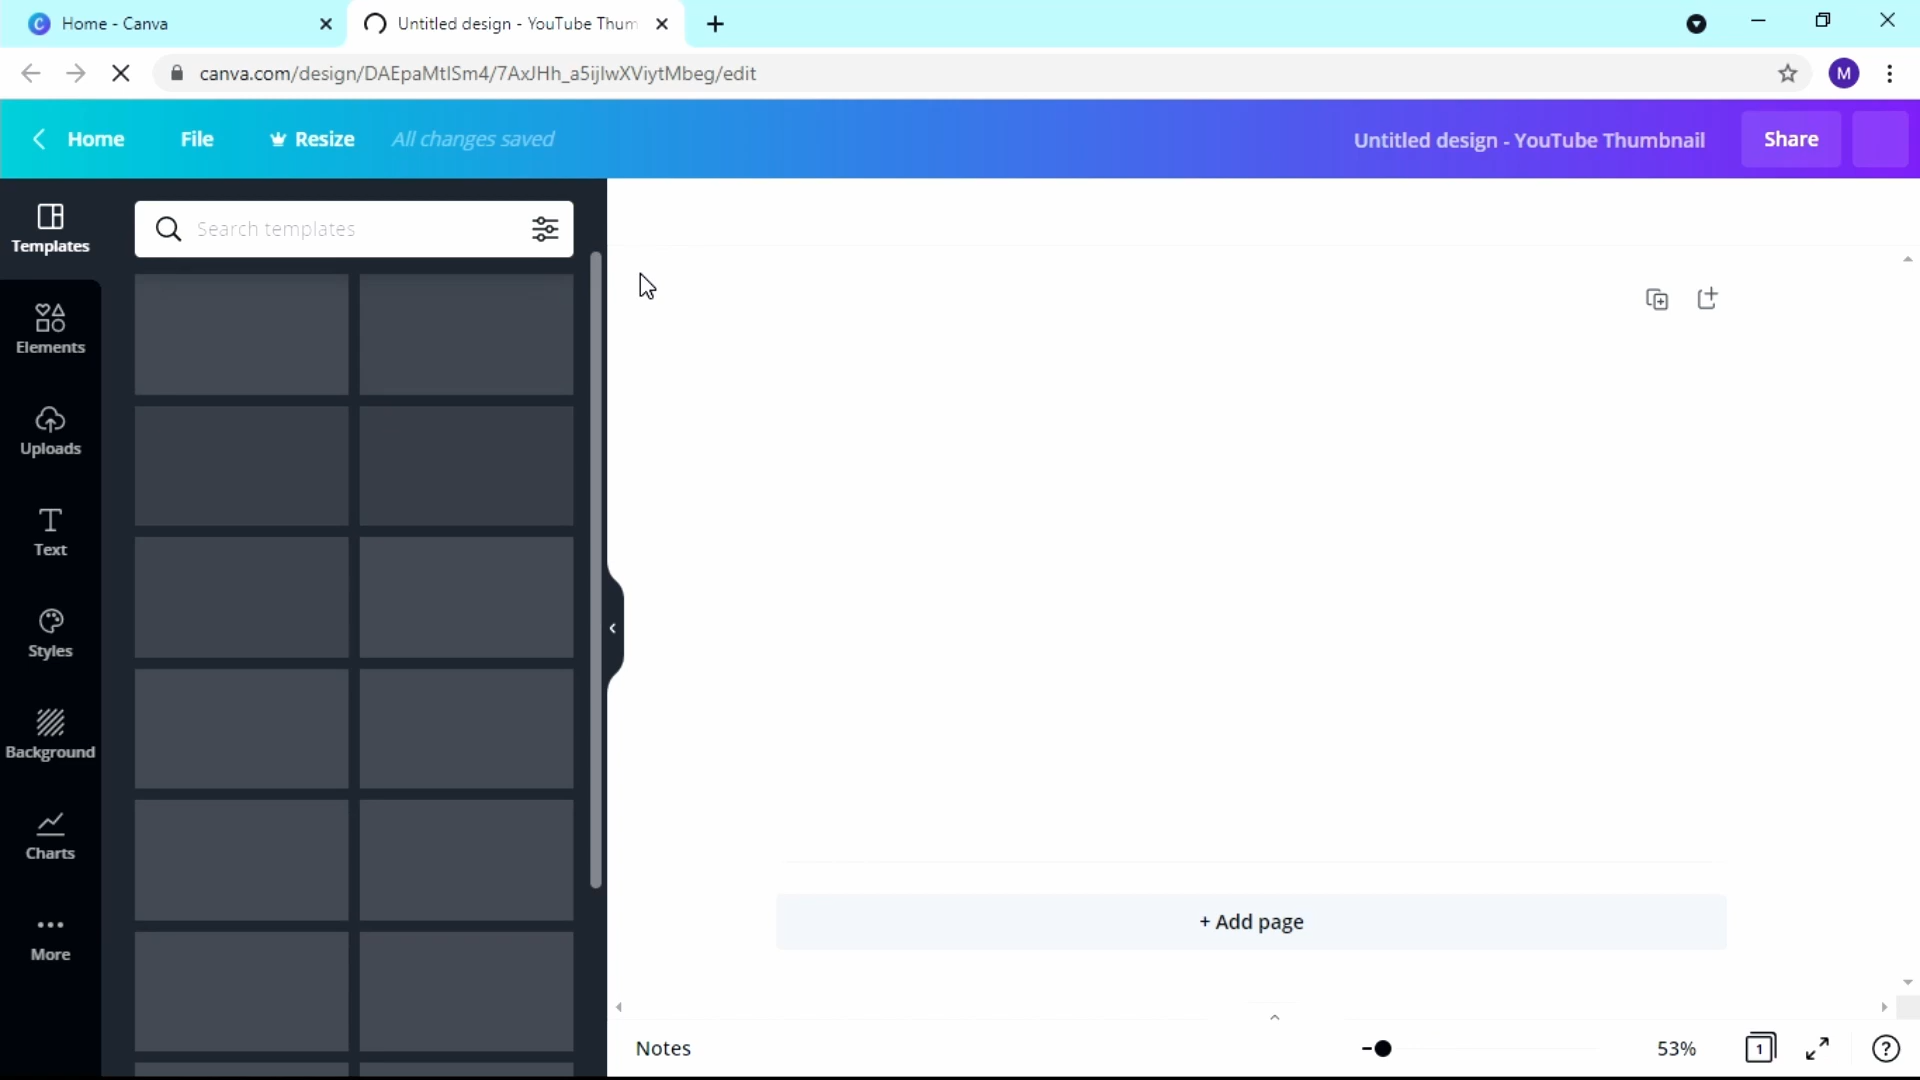 Home - Canva
Untitled design - YouTube Thum
canva.com/design/DAEpaMtlSm4/7AxJHh_a5ijlwXViytMbeg/edit
M
Home
File
Resize
All changes saved
Untitled design - YouTube Thumbnail
Share
Templates
Search templates
Elements
Uploads
Text
Styles
Background
Charts
More
+ Add page
Notes
53%
1
?